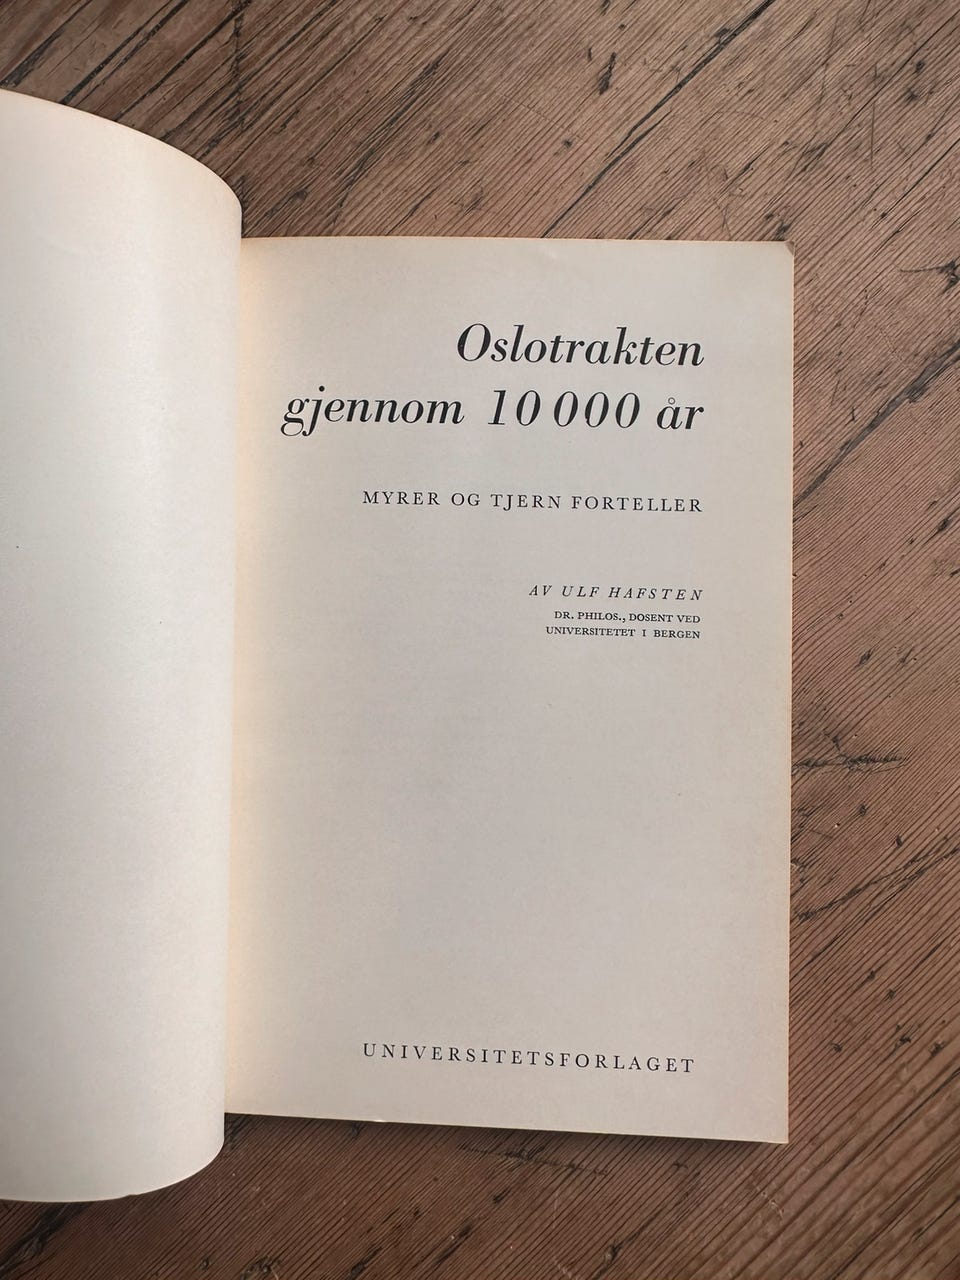 Oslotrakten
gjennom 10 000 år
MYRER OG TJERN FORTELLER
AV ULF HAFSTEN
DR. PHILOS., DOSENT VED
UNIVERSITETET I BERGEN
UNIVERSITETSFORLAGET